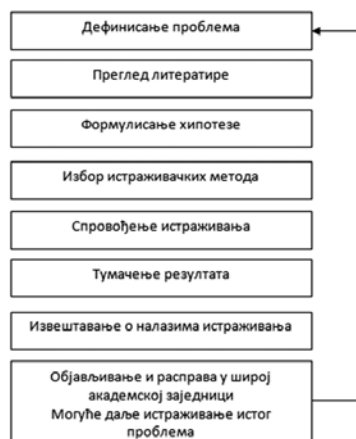 Дефинисање проблема
Преглед литературе
Формулисање хипотезе
Избор истраживачких метода
Спровођење истраживања
Тумачење резултата
Извештавање о налазима истраживања
Објављивање и расправа у широј
академској заједници
Могуће даље истраживање истог
проблема